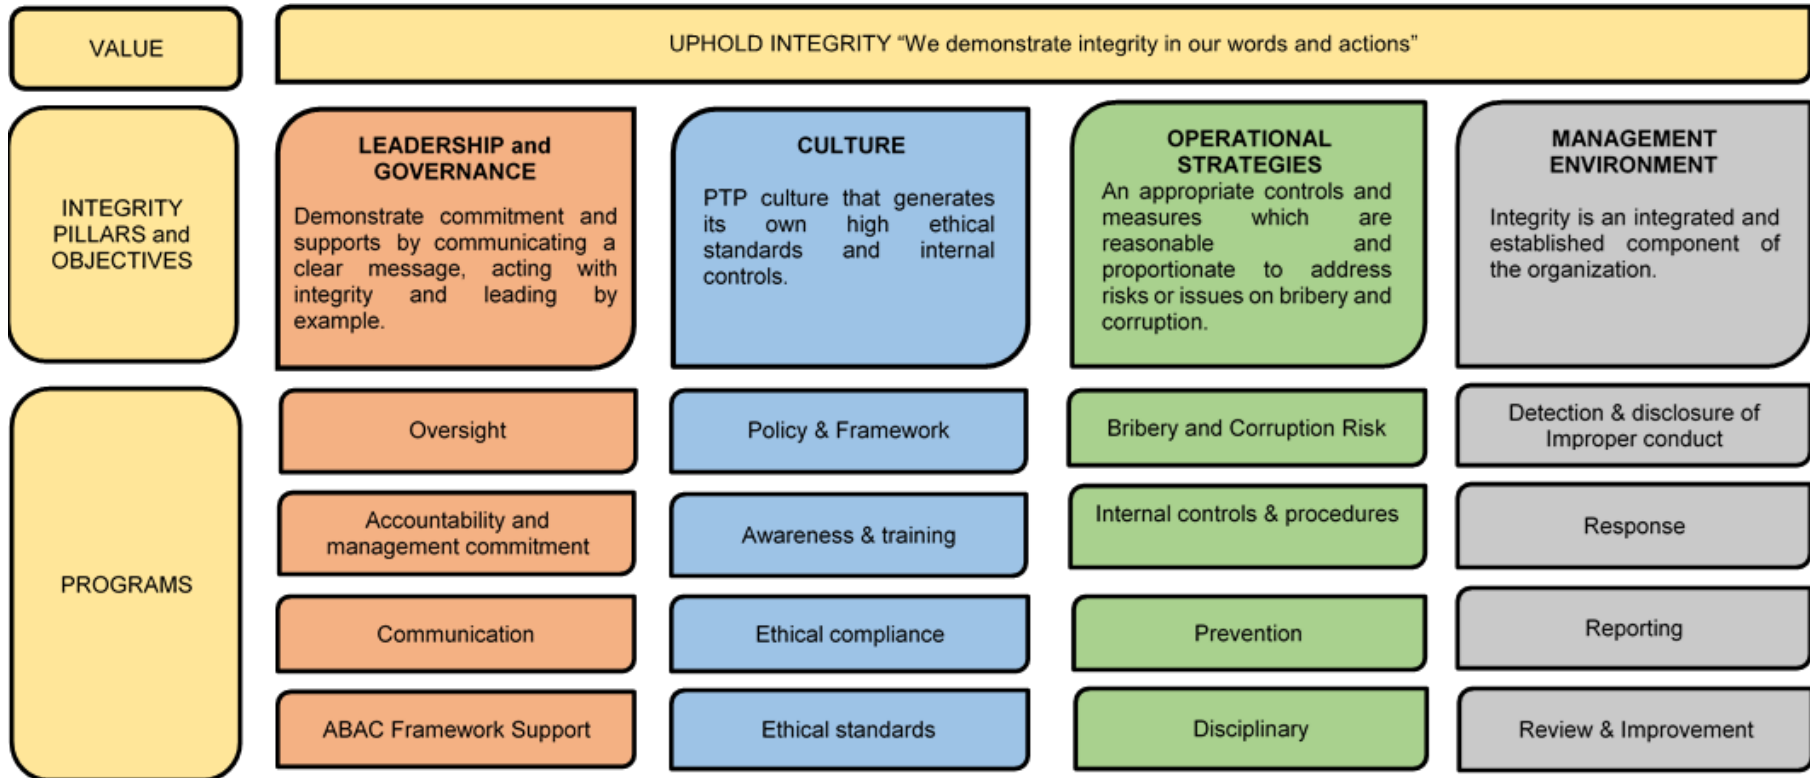 VALUE
UPHOLD INTEGRITY “We demonstrate integrity in our words and actions”
INTEGRITY
PILLARS and
OBJECTIVES
LEADERSHIP and
GOVERNANCE
Demonstrate commitment and
supports by communicating a
clear message, acting with
integrity and leading by
example.
CULTURE
PTP culture that generates
its own high ethical
standards and internal
controls.
OPERATIONAL
STRATEGIES
An appropriate controls and
measures which are
reasonable and
proportionate to address
risks or issues on bribery and
corruption.
MANAGEMENT
ENVIRONMENT
Integrity is an integrated and
established component of
the organization.
PROGRAMS
Oversight
Policy & Framework
Bribery and Corruption Risk
Detection & disclosure of
Improper conduct
Accountability and
management commitment
Awareness & training
Internal controls & procedures
Response
Communication
Ethical compliance
Prevention
Reporting
ABAC Framework Support
Ethical standards
Disciplinary
Review & Improvement